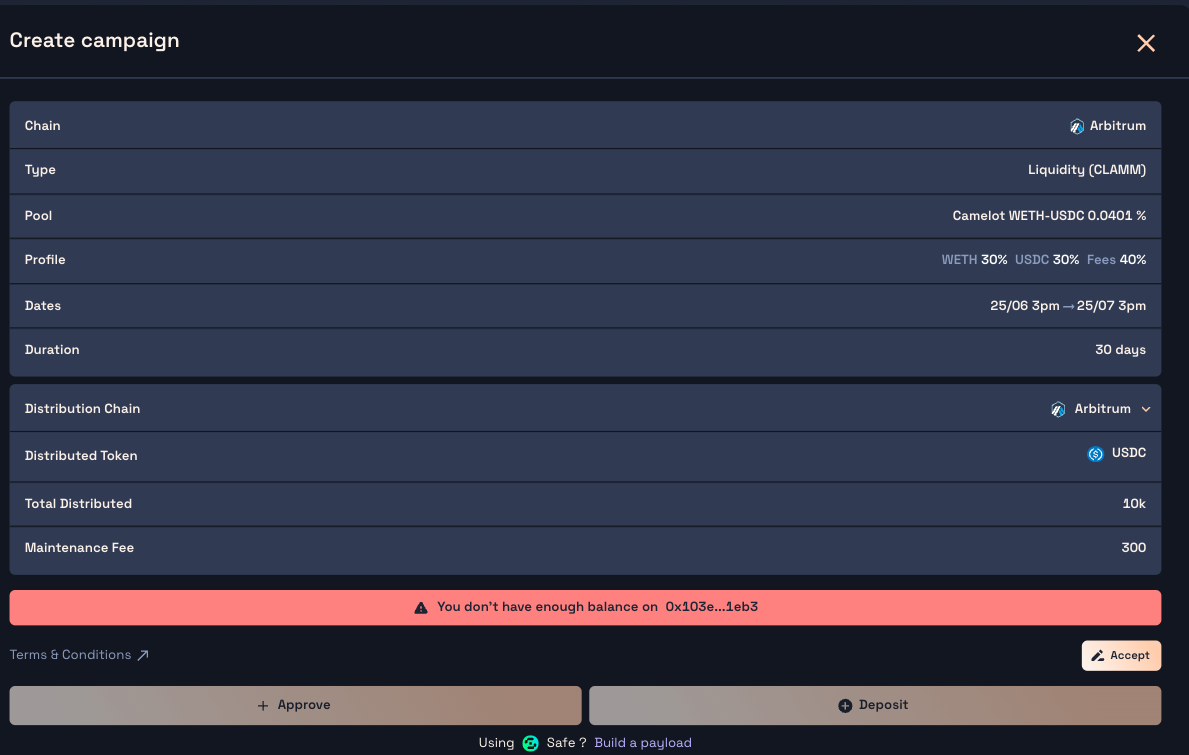 Create campaign
Chain Arbitrum
Type Liquidity (CLAMM)
Pool Camelot WETH-USDC 0.0401 %
Profile WETH 30% USDC 30% Fees 40%
Dates 25/06 3pm → 25/07 3pm
Duration 30 days
Distribution Chain Arbitrum
Distributed Token USDC
Total Distributed 10k
Maintenance Fee 300
You don't have enough balance on 0x103e...1eb3
Terms & Conditions Accept
Approve Deposit
Using Safe ? Build a payload